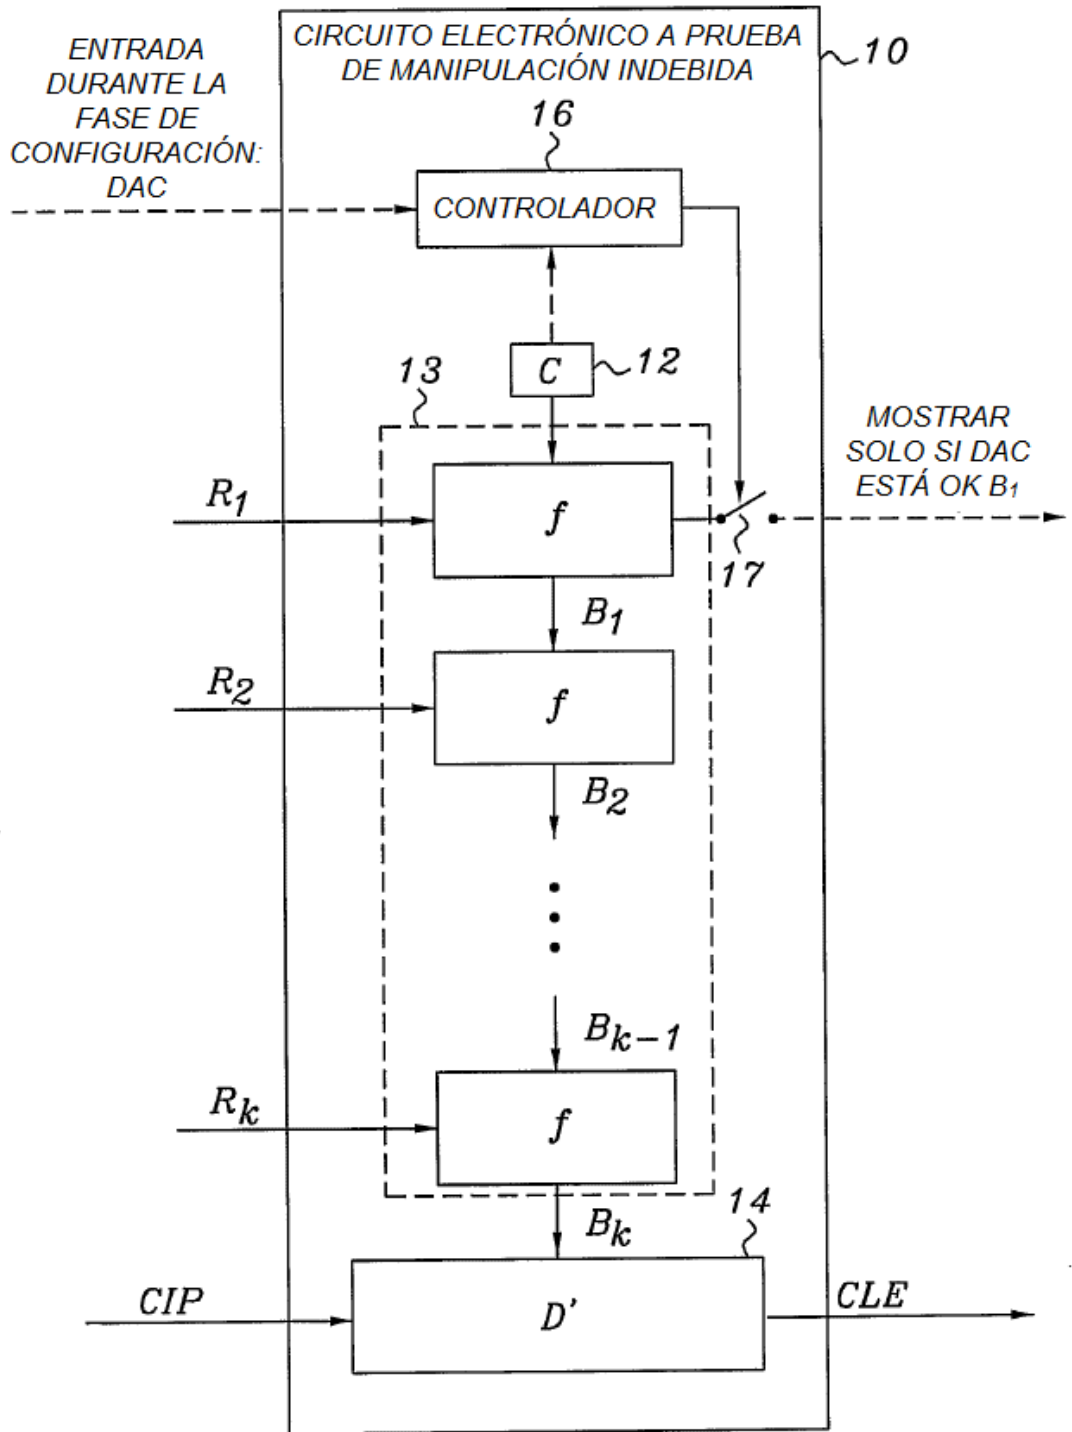 ENTRADA
DURANTE LA
FASE DE
CONFIGURACIÓN:
DAC
CIRCUITO ELECTRÓNICO A PRUEBA
DE MANIPULACIÓN INDEBIDA
10
16
CONTROLADOR
C
12
13
MOSTRAR
SOLO SI DAC
ESTÁ OK B1
R1
f
17
B1
R2
f
B2
Bk-1
Rk
f
Bk
14
CIP
D'
CLE